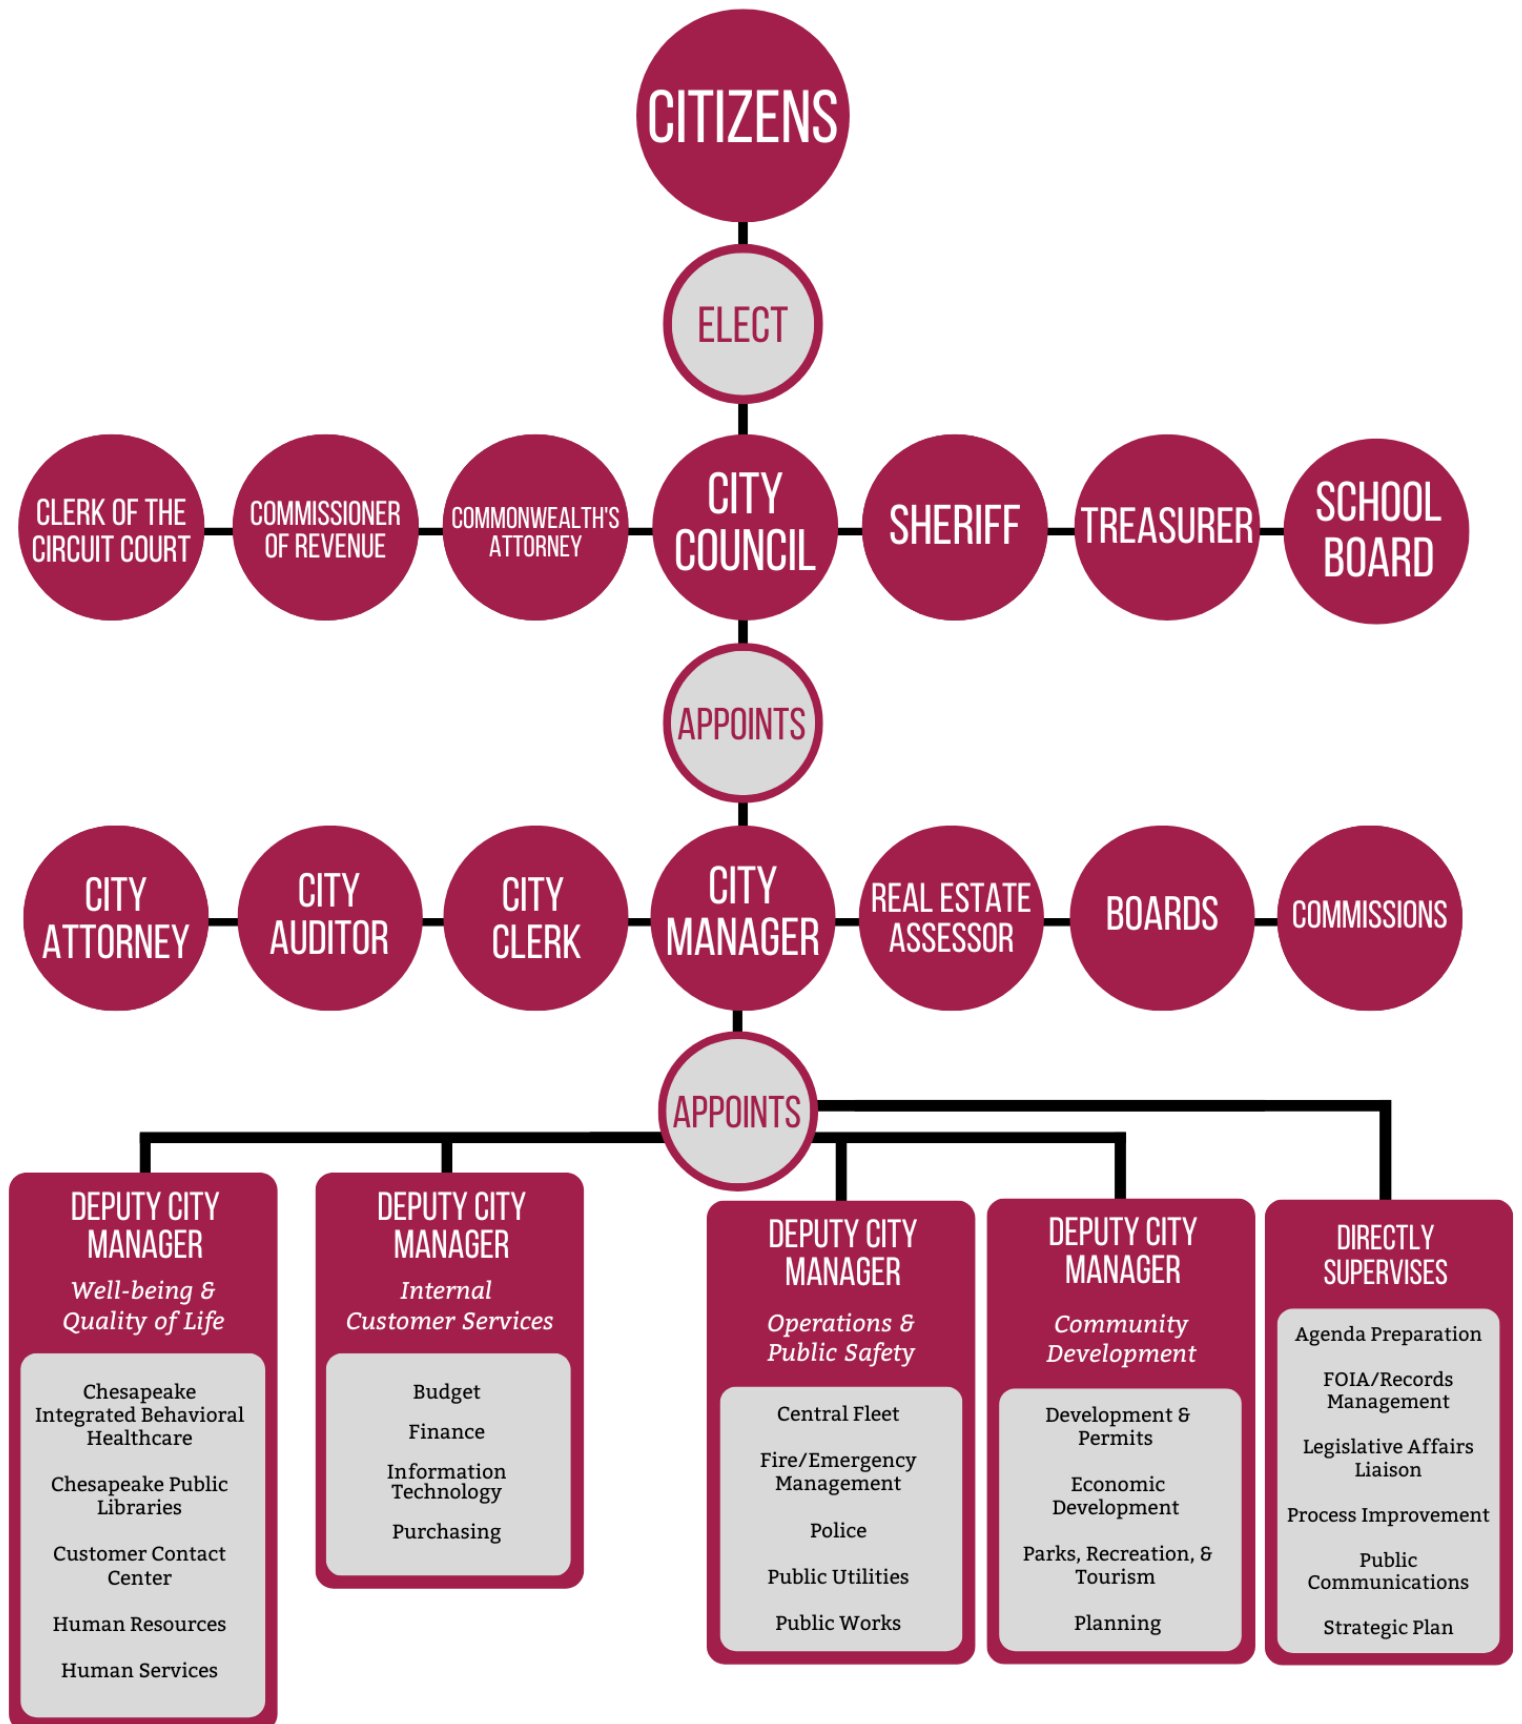 CITIZENS
ELECT
CLERK OF THE
CIRCUIT COURT
COMMISSIONER
OF REVENUE
COMMONWEALTH'S
ATTORNEY
CITY
COUNCIL
SHERIFF
TREASURER
SCHOOL
BOARD
APPOINTS
CITY
ATTORNEY
CITY
AUDITOR
CITY
CLERK
CITY
MANAGER
REAL ESTATE
ASSESSOR
BOARDS
COMMISSIONS
APPOINTS
DEPUTY CITY
MANAGER
Well-being &
Quality of Life
Chesapeake
Integrated Behavioral
Healthcare
Chesapeake Public
Libraries
Customer Contact
Center
Human Resources
Human Services
DEPUTY CITY
MANAGER
Internal
Customer Services
Budget
Finance
Information
Technology
Purchasing
DEPUTY CITY
MANAGER
Operations &
Public Safety
Central Fleet
Fire/Emergency
Management
Police
Public Utilities
Public Works
DEPUTY CITY
MANAGER
Community
Development
Development &
Permits
Economic
Development
Parks, Recreation, &
Tourism
Planning
DIRECTLY
SUPERVISES
Agenda Preparation
FOIA/Records
Management
Legislative Affairs
Liaison
Process Improvement
Public
Communications
Strategic Plan